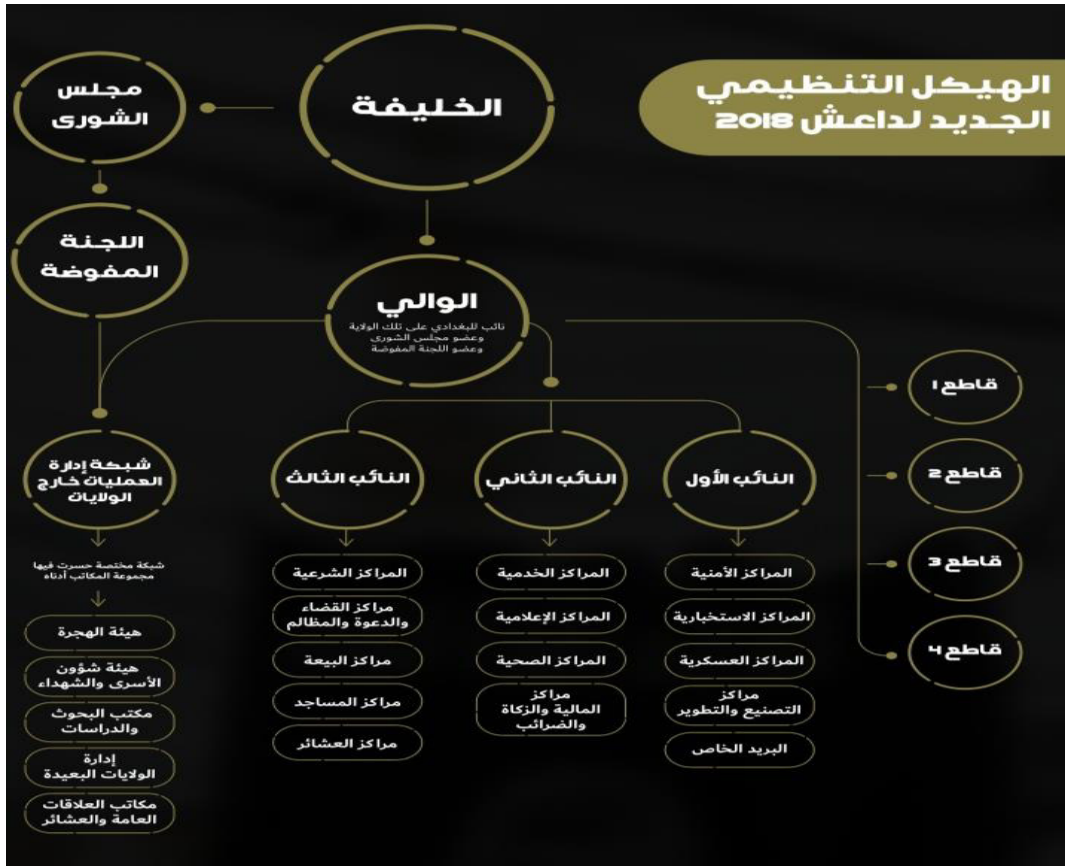 الهيكل التنظيمي
الجديد لداعش 2018
الخليفة
مجلس
الشورى
اللجنة
المفوضة
الوالي
نائب للبغدادي على تلك الولاية
وعضو مجلس الشورى
وعضو اللجنة المفوضة
قاطع 1
قاطع 2
قاطع 3
قاطع 4
النائب الأول
المراكز الأمنية
المراكز الاستخبارية
المراكز العسكرية
مراكز
التصنيع والتطوير
البريد الخاص
النائب الثاني
المراكز الخدمية
المراكز الإعلامية
المراكز الصحية
مراكز
المالية والزكاة
والضرائب
النائب الثالث
المراكز الشرعية
مراكز القضاء
والدعوة والمظالم
مراكز البيعة
مراكز المساجد
مراكز العشائر
شبكة إدارة
العمليات خارج
الولايات
شبكة مختصة حسرت فيها
مجموعة المكاتب أدناه
هيئة الهجرة
هيئة شؤون
الأسرى والشهداء
مكتب البحوث
والدراسات
إدارة
الولايات البعيدة
مكاتب العلاقات
العامة والعشائر